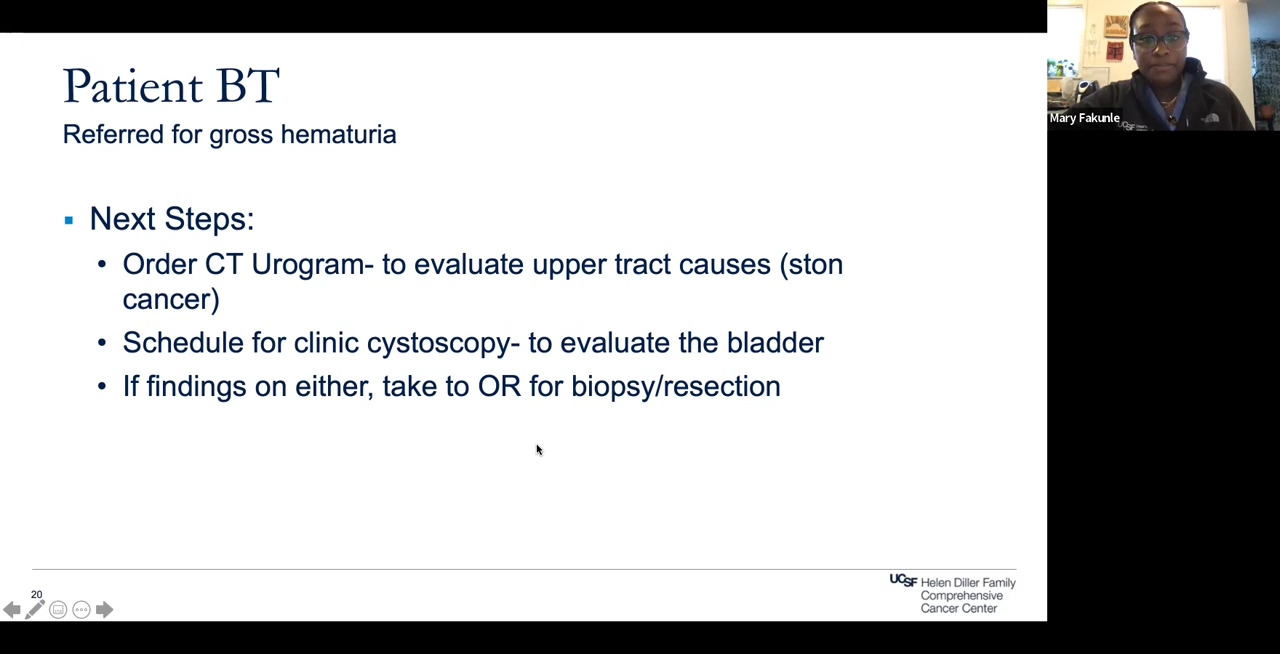 Patient BT
Referred for gross hematuria
Next Steps:
Order CT Urogram- to evaluate upper tract causes (ston
cancer)
Schedule for clinic cystoscopy- to evaluate the bladder
If findings on either, take to OR for biopsy/resection
20
UCSF Helen Diller Family
Comprehensive
Cancer Center
Mary Fakunle
UCSF